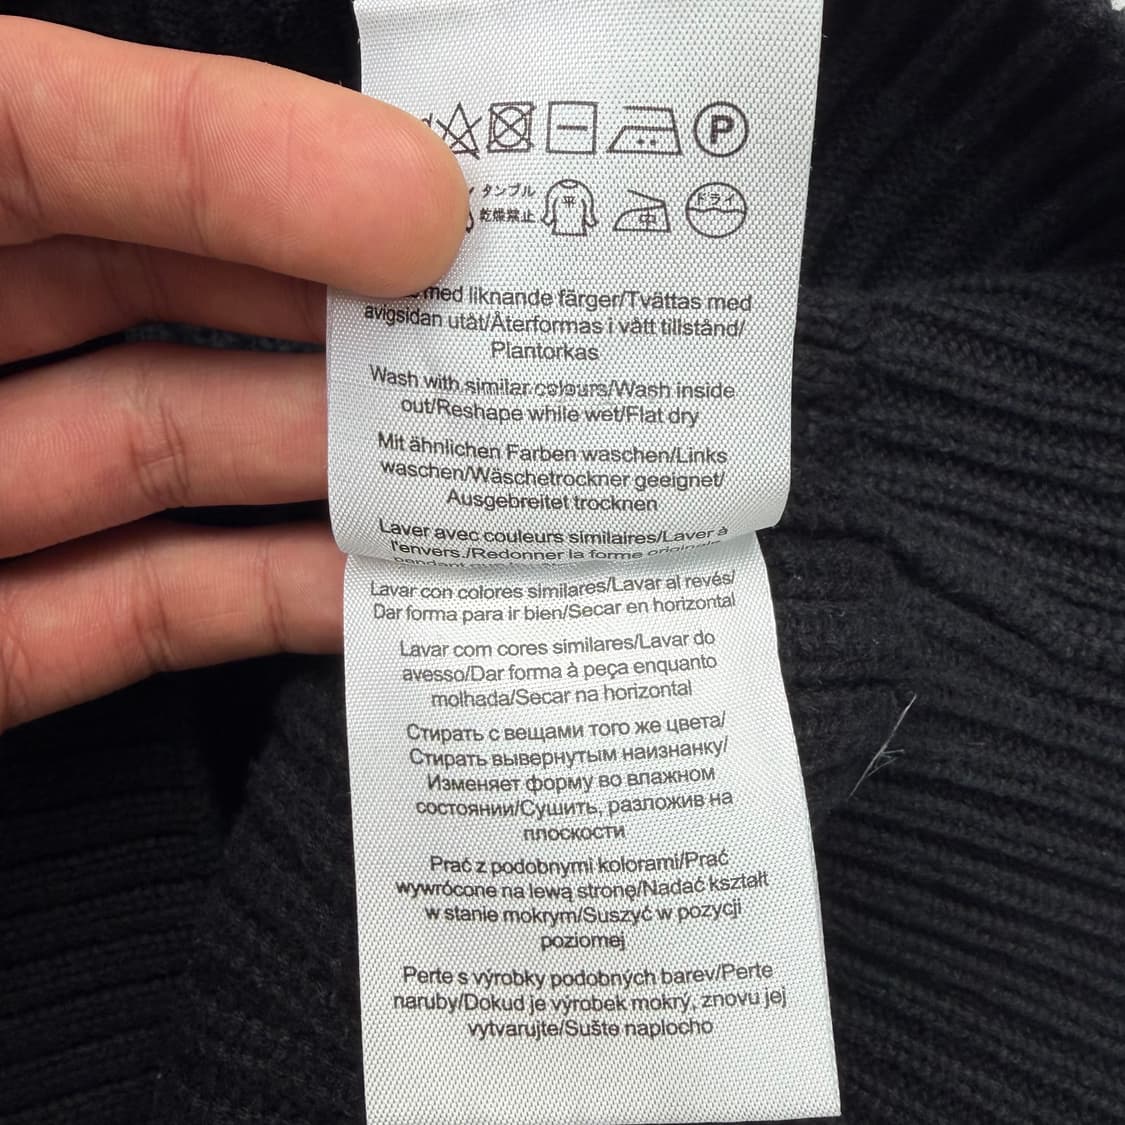 P
タンブル
乾燥禁止
平
中
ドライ
med liknande färger/Tvättas med
avigsidan utåt/Återformas i vått tillstånd/
Plantorkas
Wash with similar colours/Wash inside
out/Reshape while wet/Flat dry
Mit ähnlichen Farben waschen/Links
waschen/Wäschetrockner geeignet/
Ausgebreitet trocknen
Laver avec couleurs similaires/Laver à
l'envers./Redonner la forme originale
Lavar con colores similares/Lavar al revés/
Dar forma para ir bien/Secar en horizontal
Lavar com cores similares/Lavar do
avesso/Dar forma à peça enquanto
molhada/Secar na horizontal
Стирать с вещами того же цвета/
Стирать вывернутым наизнанку/
Изменяет форму во влажном
состоянии/Сушить, разложив на
плоскости
Prać z podobnymi kolorami/Prać
wywrócone na lewą stronę/Nadać kształt
w stanie mokrym/Suszyć w pozycji
poziomej
Perte s výrobky podobných barev/Perte
naruby/Dokud je výrobek mokrý, znovu jej
vytvarujte/Sušte naplocho